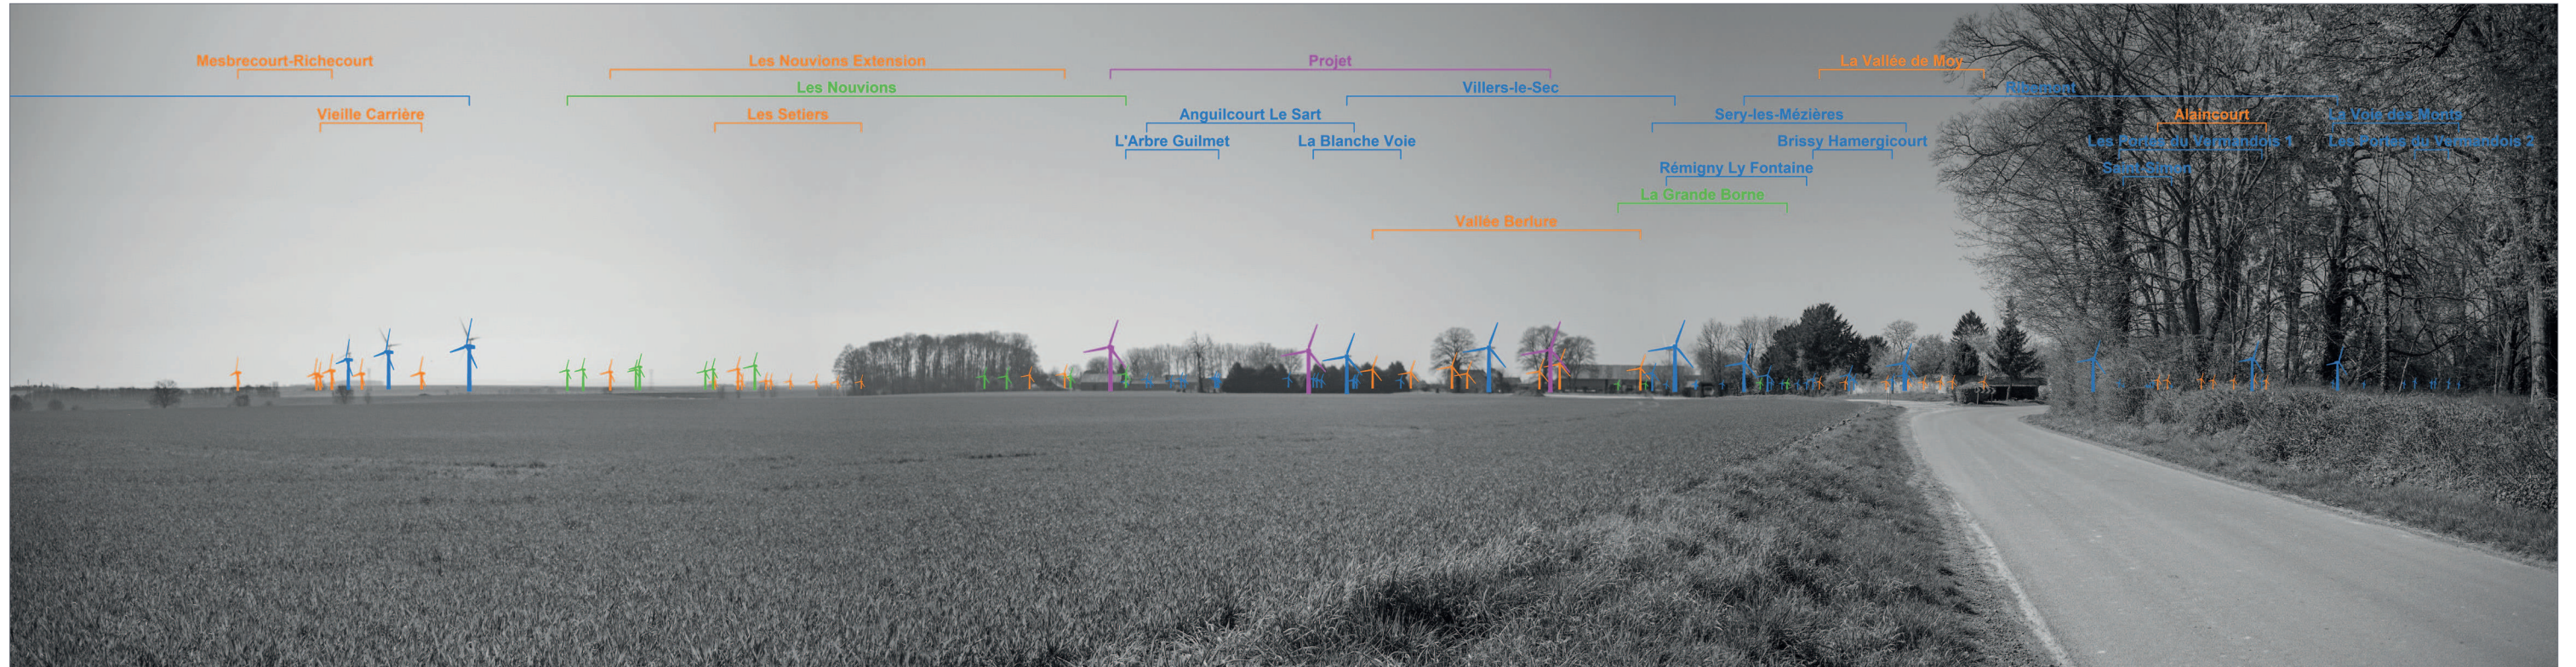 Mesbrecourt-Richecourt
Les Nouvions Extension
Projet
La Vallée de Moy
Les Nouvions
Villers-le-Sec
Ribemont
Vieille Carrière
Les Setiers
Anguilcourt Le Sart
Sery-les-Mézières
Alaincourt
La Voie des Monts
L'Arbre Guilmet
La Blanche Voie
Brissy Hamergicourt
Les Portes du Vermandois 1
Les Portes du Vermandois 2
Rémigny Ly Fontaine
Saint-Simon
La Grande Borne
Vallée Berlure